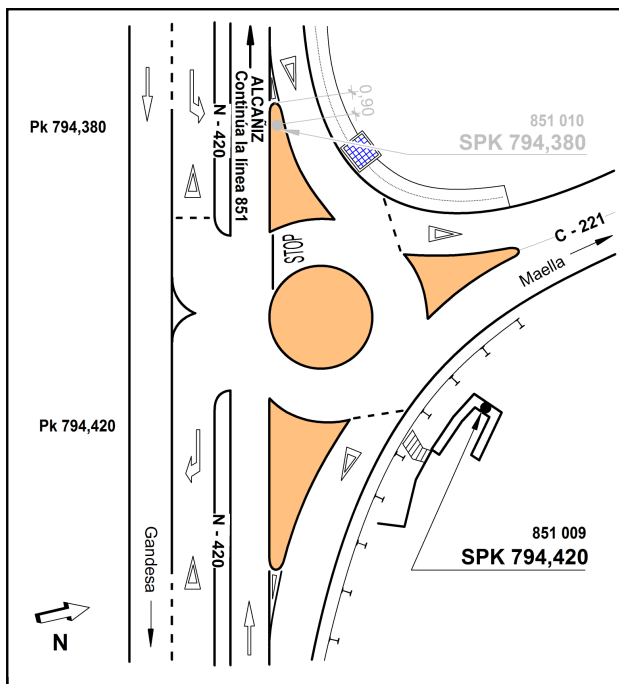 Pk 794,380
N - 420
ALCAÑIZ
Continúa la línea 851
0,60
851 010
SPK 794,380
STOP
C - 221
Maella
Pk 794,420
Gandesa
N - 420
851 009
SPK 794,420
N